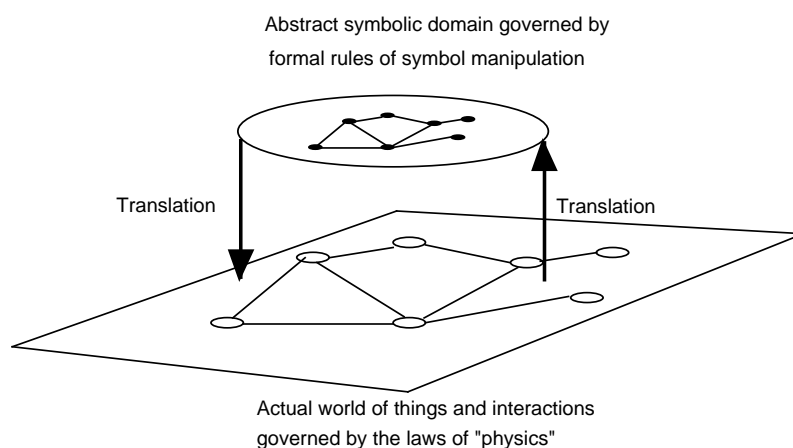 Abstract symbolic domain governed by
formal rules of symbol manipulation
Translation
Translation
Actual world of things and interactions
governed by the laws of "physics"